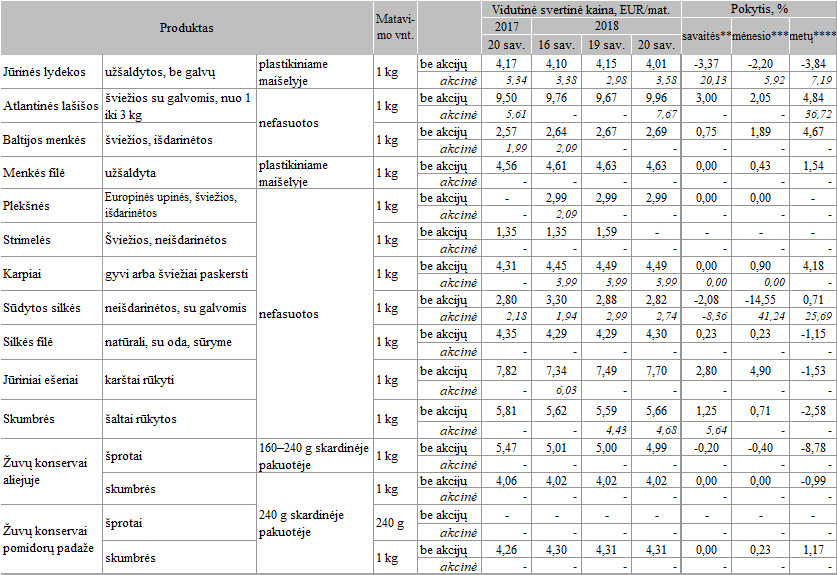 Produktas Matavi- mo vnt. Vidutinė svertinė kaina, EUR/mat. Pokytis, %
2017 2018 savaitės** mėnesio*** metų****
20 sav. 16 sav. 19 sav. 20 sav.
Jūrinės lydekos užšaldytos, be galvų plastikiniame maišelyje 1 kg be akcijų 4,17 4,10 4,15 4,01 -3,37 -2,20 -3,84
akcinė 3,34 3,38 2,98 3,58 20,13 5,92 7,19
Atlantinės lašišos šviežios su galvomis, nuo 1 iki 3 kg nefasuotos 1 kg be akcijų 9,50 9,76 9,67 9,96 3,00 2,05 4,84
akcinė 5,61 - - 7,67 - - 36,72
Baltijos menkės šviežios, išdarinėtos 1 kg be akcijų 2,57 2,64 2,67 2,69 0,75 1,89 4,67
akcinė 1,99 2,09 - - - - -
Menkės filė užšaldyta plastikiniame maišelyje 1 kg be akcijų 4,56 4,61 4,63 4,63 0,00 0,43 1,54
akcinė - - - - - - -
Plekšnės Europinės upinės, šviežios, išdarinėtos nefasuotos 1 kg be akcijų - 2,99 2,99 2,99 0,00 0,00 -
akcinė - 2,09 - - - - -
Strimelės Šviežios, neišdarinėtos 1 kg be akcijų 1,35 1,35 1,59 - - - -
akcinė - - - - - - -
Karpiai gyvi arba šviežiai paskersti 1 kg be akcijų 4,31 4,45 4,49 4,49 0,00 0,90 4,18
akcinė - 3,99 3,99 3,99 0,00 0,00 -
Sūdytos silkės neišdarinėtos, su galvomis 1 kg be akcijų 2,80 3,30 2,88 2,82 -2,08 -14,55 0,71
akcinė 2,18 1,94 2,99 2,74 -8,36 41,24 25,69
Silkės filė natūrali, su oda, sūryme 1 kg be akcijų 4,35 4,29 4,29 4,30 0,23 0,23 -1,15
akcinė - - - - - - -
Jūriniai ešeriai karštai rūkyti 1 kg be akcijų 7,82 7,34 7,49 7,70 2,80 4,90 -1,53
akcinė - 6,03 - - - - -
Skumbrės šaltai rūkytos 1 kg be akcijų 5,81 5,62 5,59 5,66 1,25 0,71 -2,58
akcinė - - 4,43 4,68 5,64 - -
Žuvų konservai aliejuje šprotai 160–240 g skardinėje pakuotėje 1 kg be akcijų 5,47 5,01 5,00 4,99 -0,20 -0,40 -8,78
akcinė - - - - - - -
skumbrės 240 g skardinėje pakuotėje 1 kg be akcijų 4,06 4,02 4,02 4,02 0,00 0,00 -0,99
akcinė - - - - - - -
Žuvų konservai pomidorų padaže šprotai 240 g be akcijų - - - - - - -
akcinė - - - - - - -
skumbrės 1 kg be akcijų 4,26 4,30 4,31 4,31 0,00 0,23 1,17
akcinė - - - - - - -